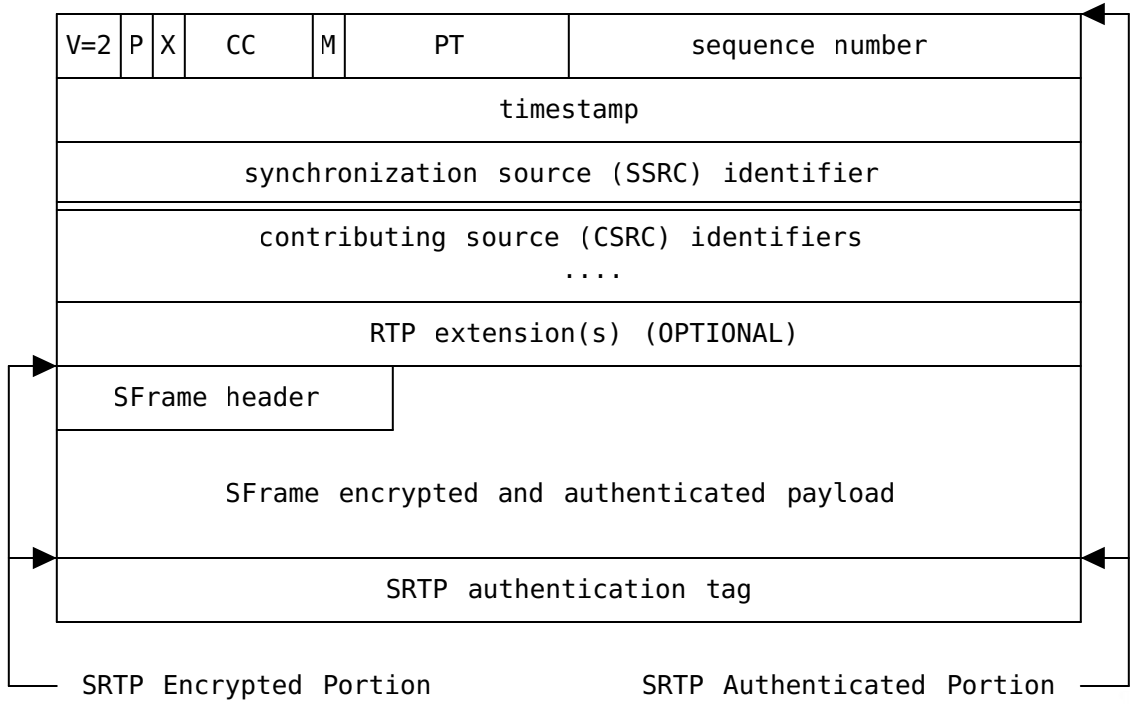 V=2 P X CC M PT sequence number
timestamp
synchronization source (SSRC) identifier
contributing source (CSRC) identifiers
....
RTP extension(s) (OPTIONAL)
SFrame header
SFrame encrypted and authenticated payload
SRTP authentication tag
SRTP Encrypted Portion SRTP Authenticated Portion